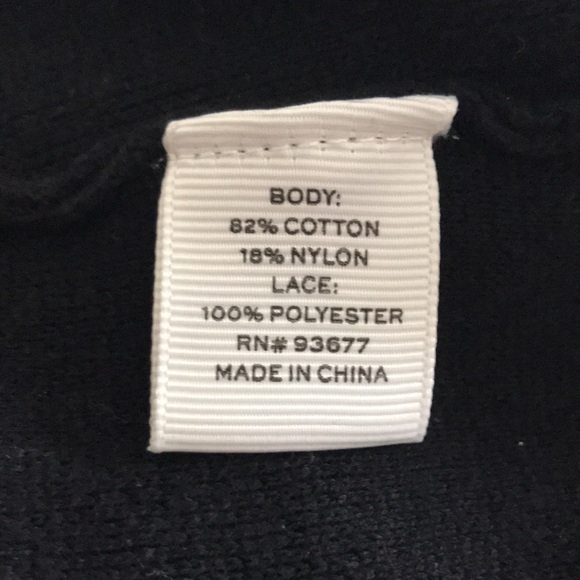 BODY:
82% COTTON
18% NYLON
LACE:
100% POLYESTER
RN# 93677
MADE IN CHINA